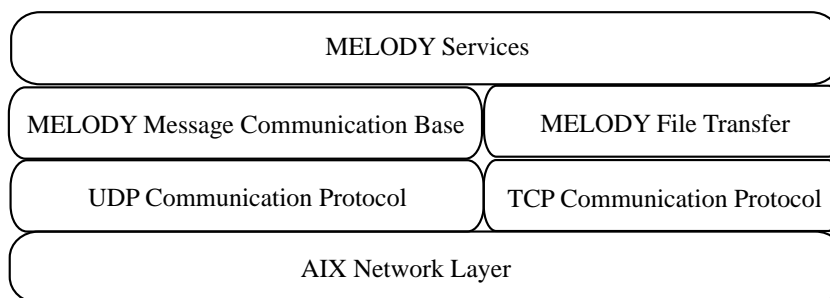 MELODY Services
MELODY Message Communication Base
MELODY File Transfer
UDP Communication Protocol
TCP Communication Protocol
AIX Network Layer